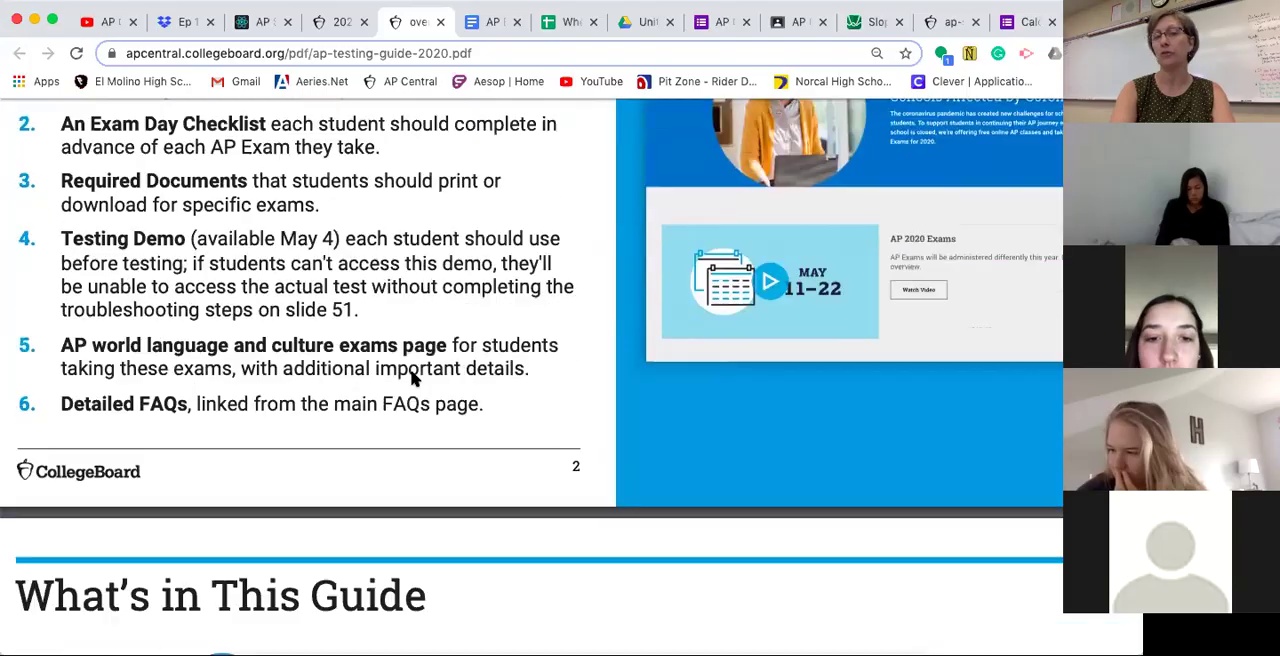 AP
Ep 1
AP
202
ove
AP
Whe
Unit
AP
AP
Slop
ap-
Cal
apcentral.collegeboard.org/pdf/ap-testing-guide-2020.pdf
Apps El Molino High Sc... Gmail Aeries.Net AP Central Aesop | Home YouTube Pit Zone - Rider D... Norcal High Scho... Clever | Applicatio...
2. An Exam Day Checklist each student should complete in
advance of each AP Exam they take.
3. Required Documents that students should print or
download for specific exams.
4. Testing Demo (available May 4) each student should use
before testing; if students can't access this demo, they'll
be unable to access the actual test without completing the
troubleshooting steps on slide 51.
5. AP world language and culture exams page for students
taking these exams, with additional important details.
6. Detailed FAQs, linked from the main FAQs page.
CollegeBoard
2
Schools Affected by
The coronavirus pandemic has created new challenges for
students. To support students in continuing their AP journey
school is closed, we're offering free online AP classes and
Exams for 2020.
MAY
11–22
AP 2020 Exams
AP Exams will be administered differently this year.
overview.
Watch Video
What's in This Guide
H